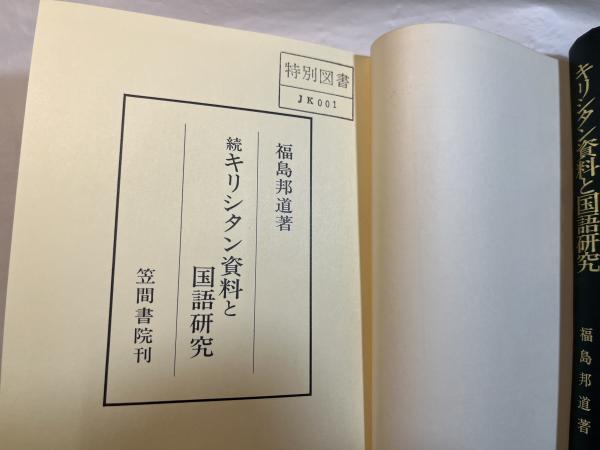 特別図書
JK001
福島邦道著
続キリシタン資料と
国語研究
笠間書院刊
キリシタン資料と国語研究
福島邦道著